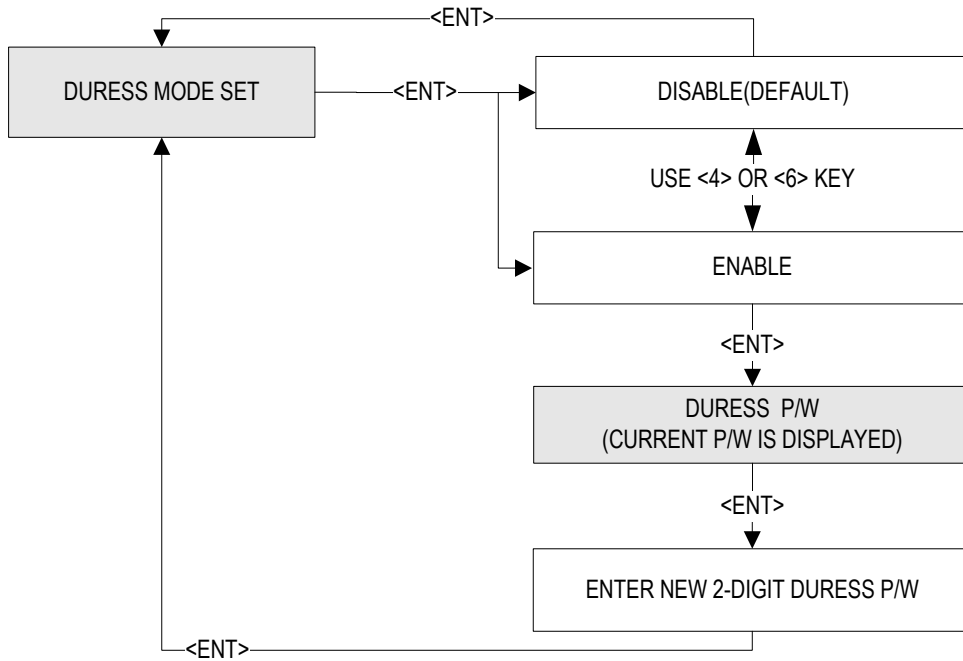 <ENT>
DURESS MODE SET
<ENT>
DISABLE(DEFAULT)
USE <4> OR <6> KEY
ENABLE
<ENT>
DURESS P/W
(CURRENT P/W IS DISPLAYED)
<ENT>
ENTER NEW 2-DIGIT DURESS P/W
<ENT>